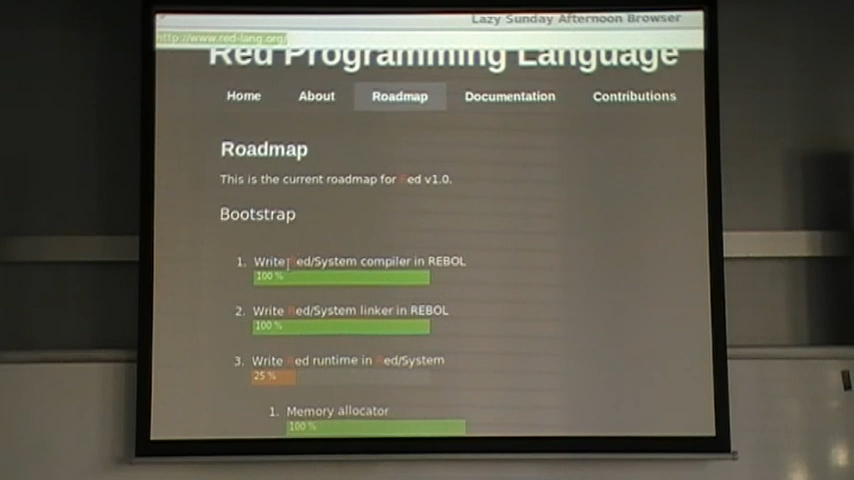 Lazy Sunday Afternoon Browser
http://www.red-lang.org/
Red Programming Language
Home About Roadmap Documentation Contributions
Roadmap
This is the current roadmap for Red v1.0.
Bootstrap
1. Write Red/System compiler in REBOL
100 %
2. Write Red/System linker in REBOL
100 %
3. Write Red runtime in Red/System
25 %
1. Memory allocator
100 %